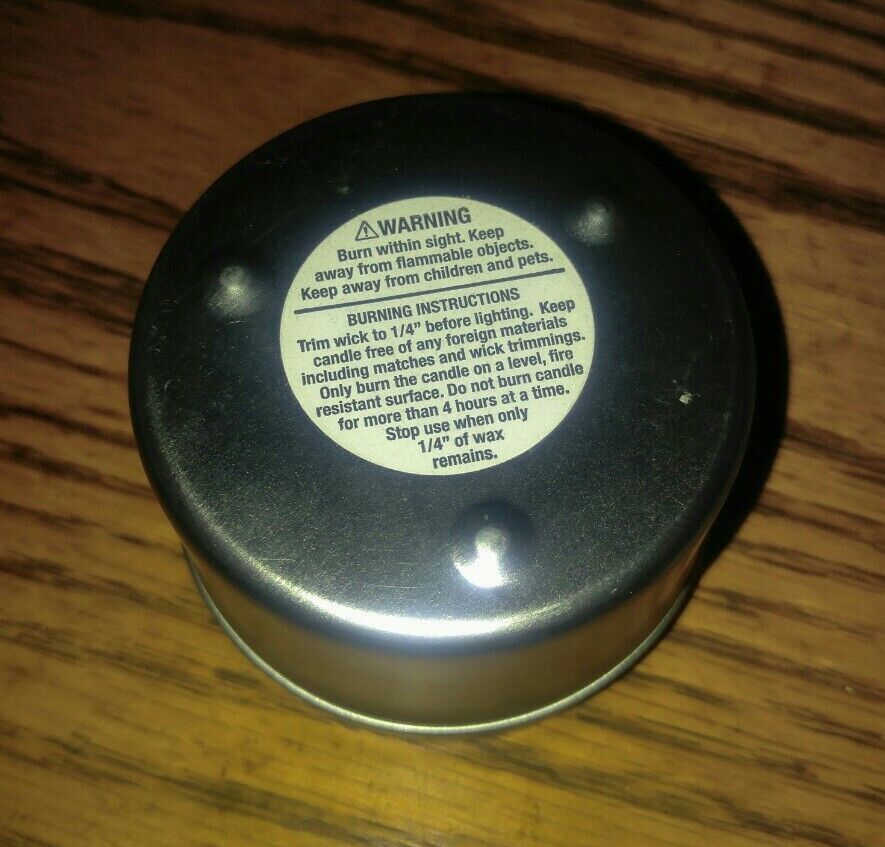 ⚠WARNING
Burn within sight. Keep
away from flammable objects.
Keep away from children and pets.
BURNING INSTRUCTIONS
Trim wick to 1/4" before lighting. Keep
candle free of any foreign materials
including matches and wick trimmings.
Only burn the candle on a level, fire
resistant surface. Do not burn candle
for more than 4 hours at a time.
Stop use when only
1/4" of wax
remains.